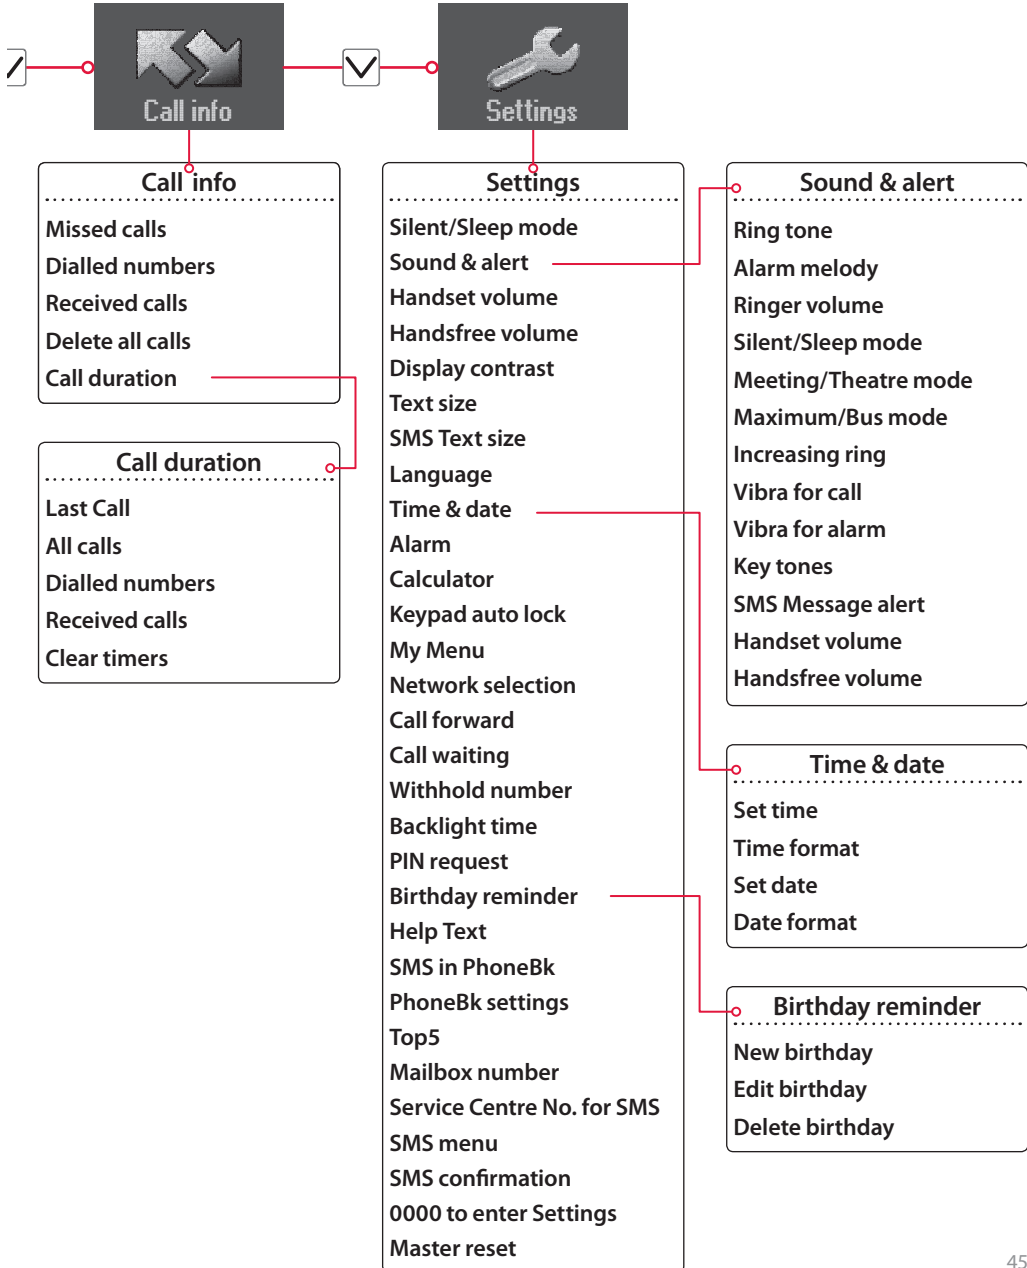 Call info
Settings
Call info
Missed calls
Dialled numbers
Received calls
Delete all calls
Call duration
Call duration
Last Call
All calls
Dialled numbers
Received calls
Clear timers
Settings
Silent/Sleep mode
Sound & alert
Handset volume
Handsfree volume
Display contrast
Text size
SMS Text size
Language
Time & date
Alarm
Calculator
Keypad auto lock
My Menu
Network selection
Call forward
Call waiting
Withhold number
Backlight time
PIN request
Birthday reminder
Help Text
SMS in PhoneBk
PhoneBk settings
Top5
Mailbox number
Service Centre No. for SMS
SMS menu
SMS confirmation
0000 to enter Settings
Master reset
Sound & alert
Ring tone
Alarm melody
Ringer volume
Silent/Sleep mode
Meeting/Theatre mode
Maximum/Bus mode
Increasing ring
Vibra for call
Vibra for alarm
Key tones
SMS Message alert
Handset volume
Handsfree volume
Time & date
Set time
Time format
Set date
Date format
Birthday reminder
New birthday
Edit birthday
Delete birthday
45